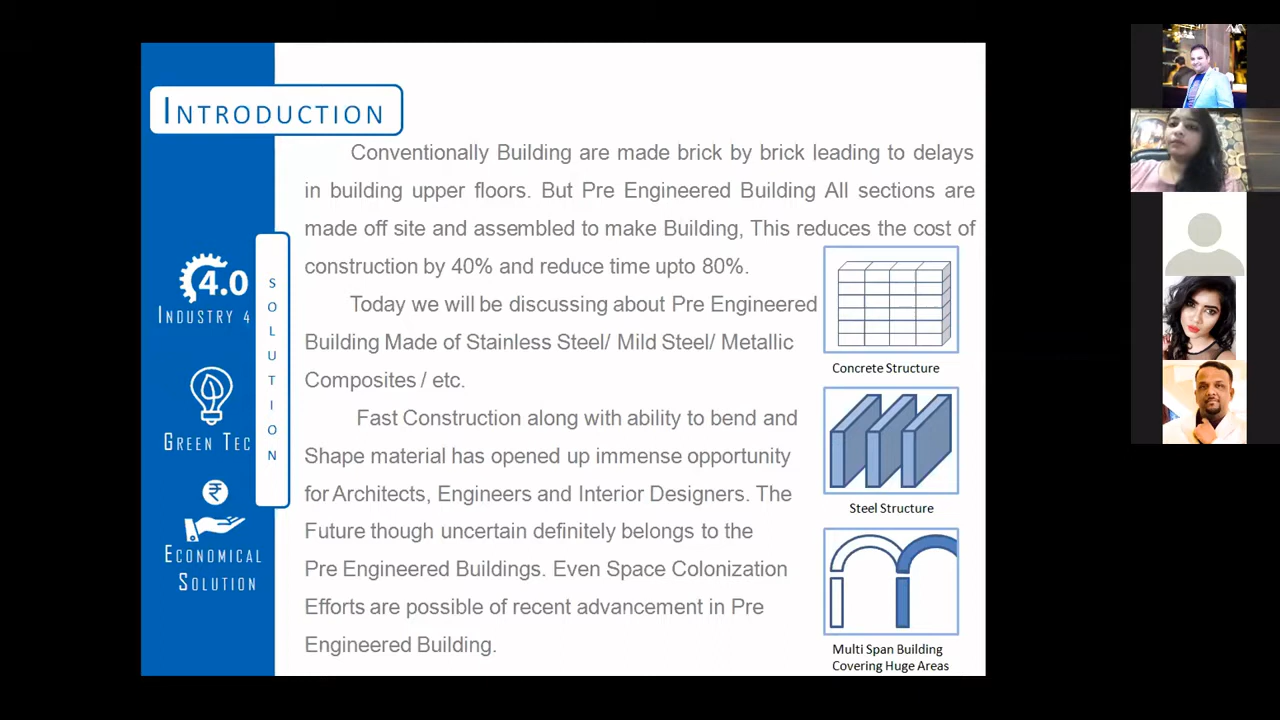 INTRODUCTION
Conventionally Building are made brick by brick leading to delays
in building upper floors. But Pre Engineered Building All sections are
made off site and assembled to make Building, This reduces the cost of
construction by 40% and reduce time upto 80%.
Today we will be discussing about Pre Engineered
Building Made of Stainless Steel/ Mild Steel/ Metallic
Composites / etc.
Fast Construction along with ability to bend and
Shape material has opened up immense opportunity
for Architects, Engineers and Interior Designers. The
Future though uncertain definitely belongs to the
Pre Engineered Buildings. Even Space Colonization
Efforts are possible of recent advancement in Pre
Engineered Building.
4.0
INDUSTRY 4
GREEN TEC
₹
ECONOMICAL
SOLUTION
SOLUTION
Concrete Structure
Steel Structure
Multi Span Building
Covering Huge Areas